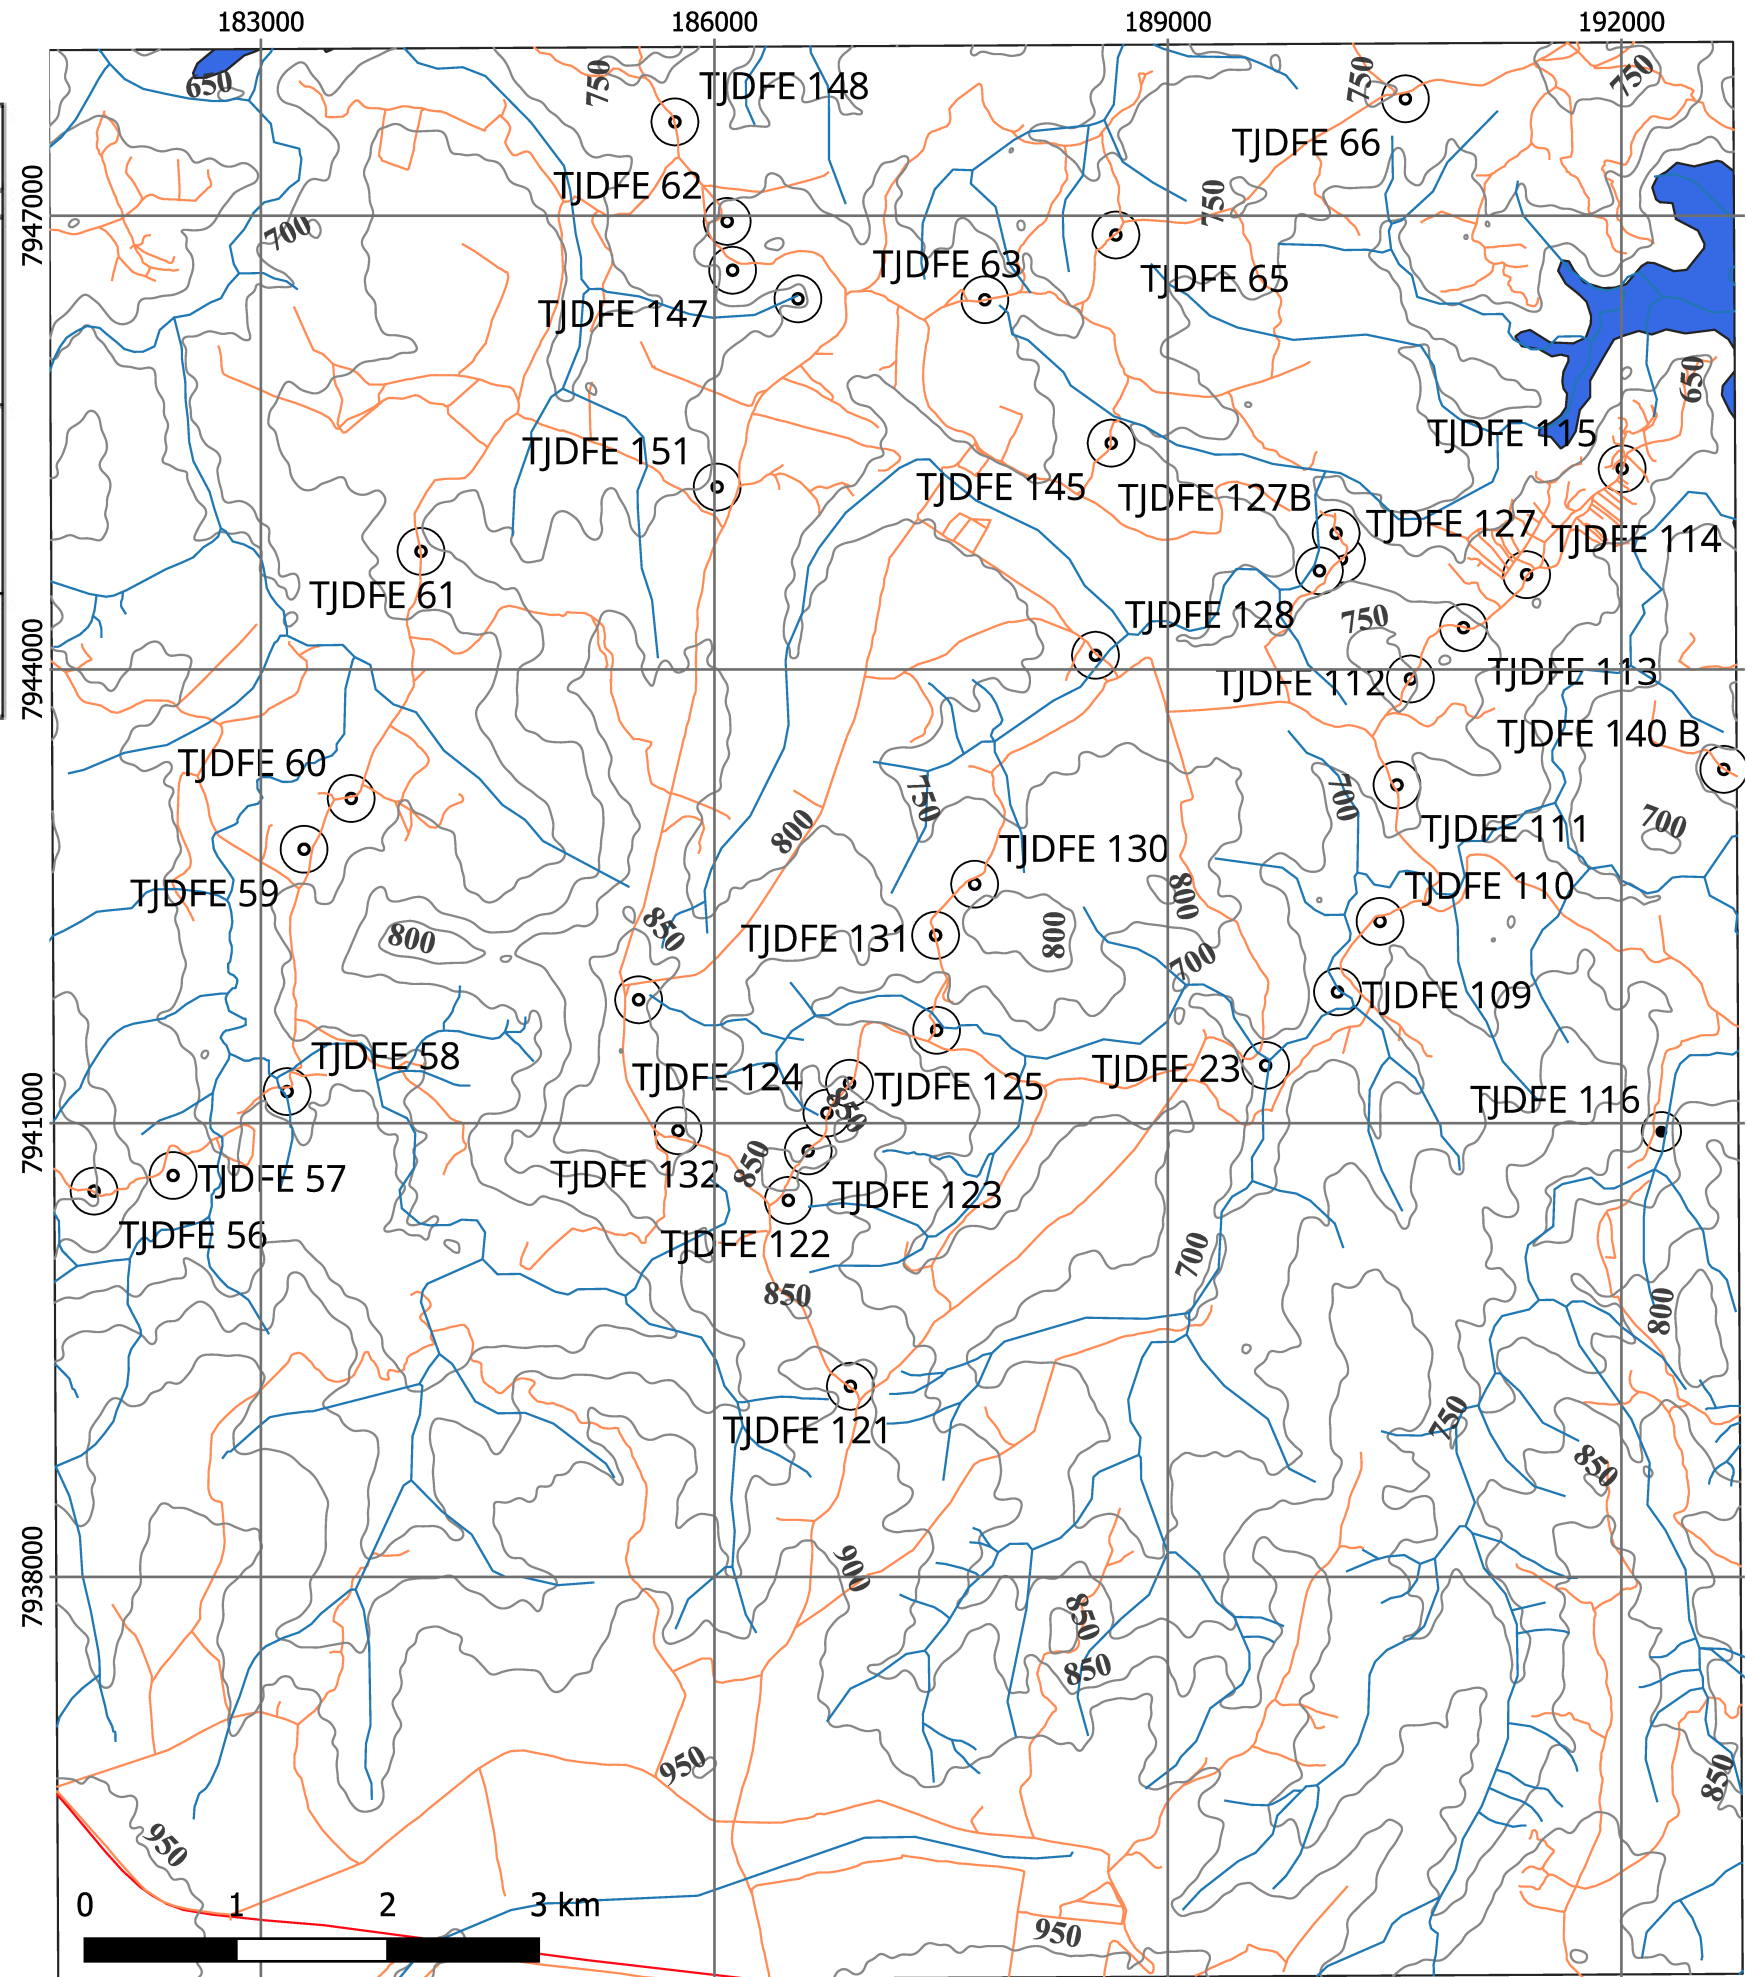 183000 186000 189000 192000
750
750
750
TJDFE 148
650
TJDFE 66
TJDFE 62
7947000
750
700
TJDFE 63
TJDFE 65
TJDFE 147
650
TJDFE 115
TJDFE 151
TJDFE 145
TJDFE 127B
TJDFE 127
TJDFE 114
TJDFE 61
TJDFE 128
750
7944000
TJDFE 112
TJDFE 113
TJDFE 140 B
TJDFE 60
750
700
800
700
TJDFE 111
TJDFE 130
TJDFE 59
800
TJDFE 110
850
800
TJDFE 131
800
700
TJDFE 109
TJDFE 58
TJDFE 124
TJDFE 125
TJDFE 23
TJDFE 116
850
7941000
850
TJDFE 132
TJDFE 57
TJDFE 123
TJDFE 56
TJDFE 122
700
850
800
TJDFE 121
750
850
900
7938000
850
850
950
850
950
0 1 2 3 km
950